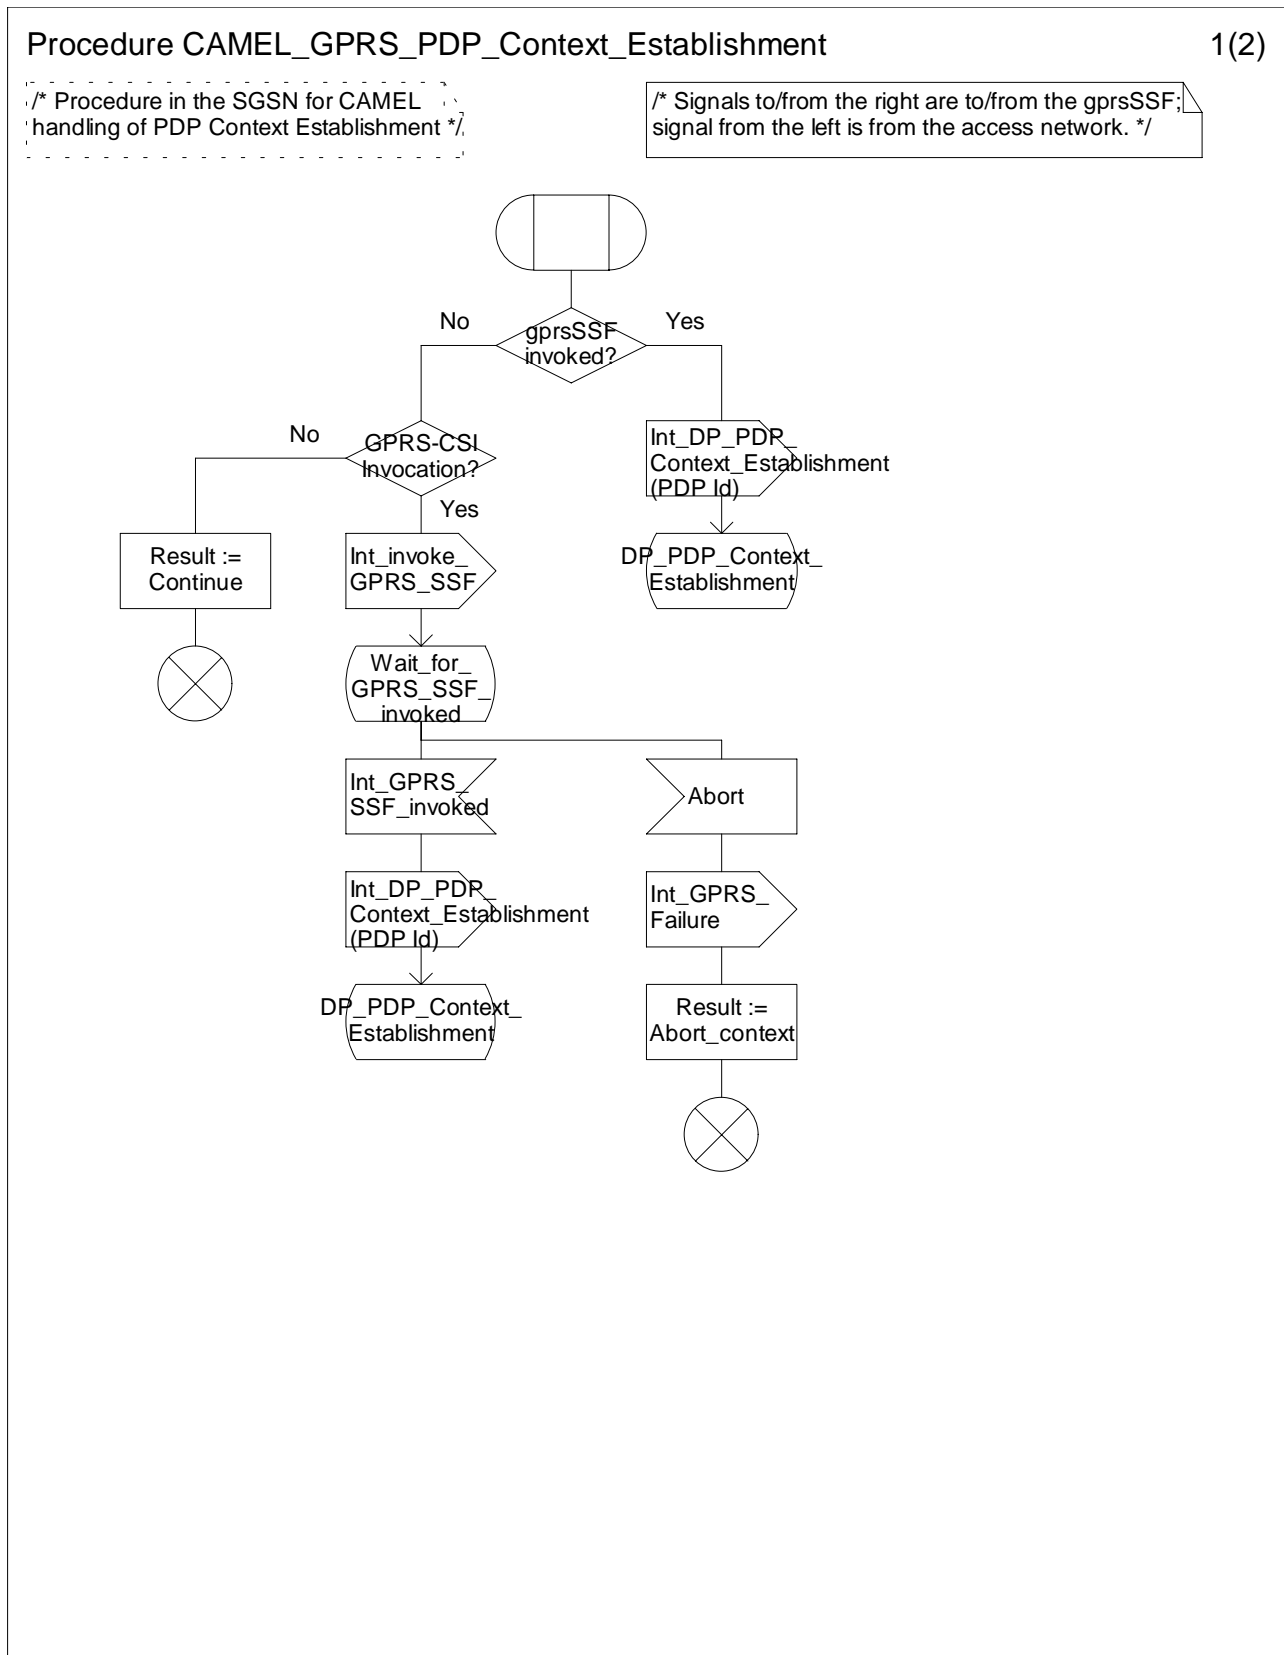 Procedure CAMEL_GPRS_PDP_Context_Establishment
1(2)
/* Procedure in the SGSN for CAMEL
handling of PDP Context Establishment */
/* Signals to/from the right are to/from the gprsSSF;
signal from the left is from the access network. */
No
gprsSSF
invoked?
Yes
No
GPRS-CSI
Invocation?
Yes
Int_DP_PDP_
Context_Establishment
(PDP Id)
Result :=
Continue
Int_invoke_
GPRS_SSF
DP_PDP_Context_
Establishment
Wait_for_
GPRS_SSF_
invoked
Int_GPRS_
SSF_invoked
Abort
Int_DP_PDP_
Context_Establishment
(PDP Id)
Int_GPRS_
Failure
DP_PDP_Context_
Establishment
Result :=
Abort_context